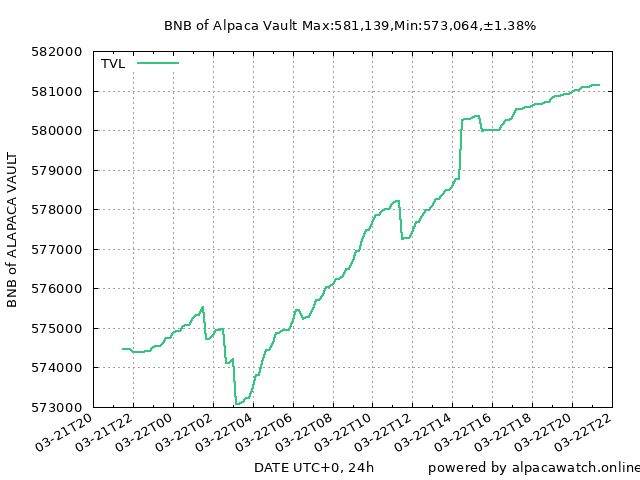 BNB of Alpaca Vault Max:581,139,Min:573,064,±1.38%
TVL
582000
581000
580000
579000
578000
577000
576000
575000
574000
573000
BNB of ALAPACA VAULT
03-21T20
03-21T22
03-22T00
03-22T02
03-22T04
03-22T06
03-22T08
03-22T10
03-22T12
03-22T14
03-22T16
03-22T18
03-22T20
03-22T22
DATE UTC+0, 24h
powered by alpacawatch.online